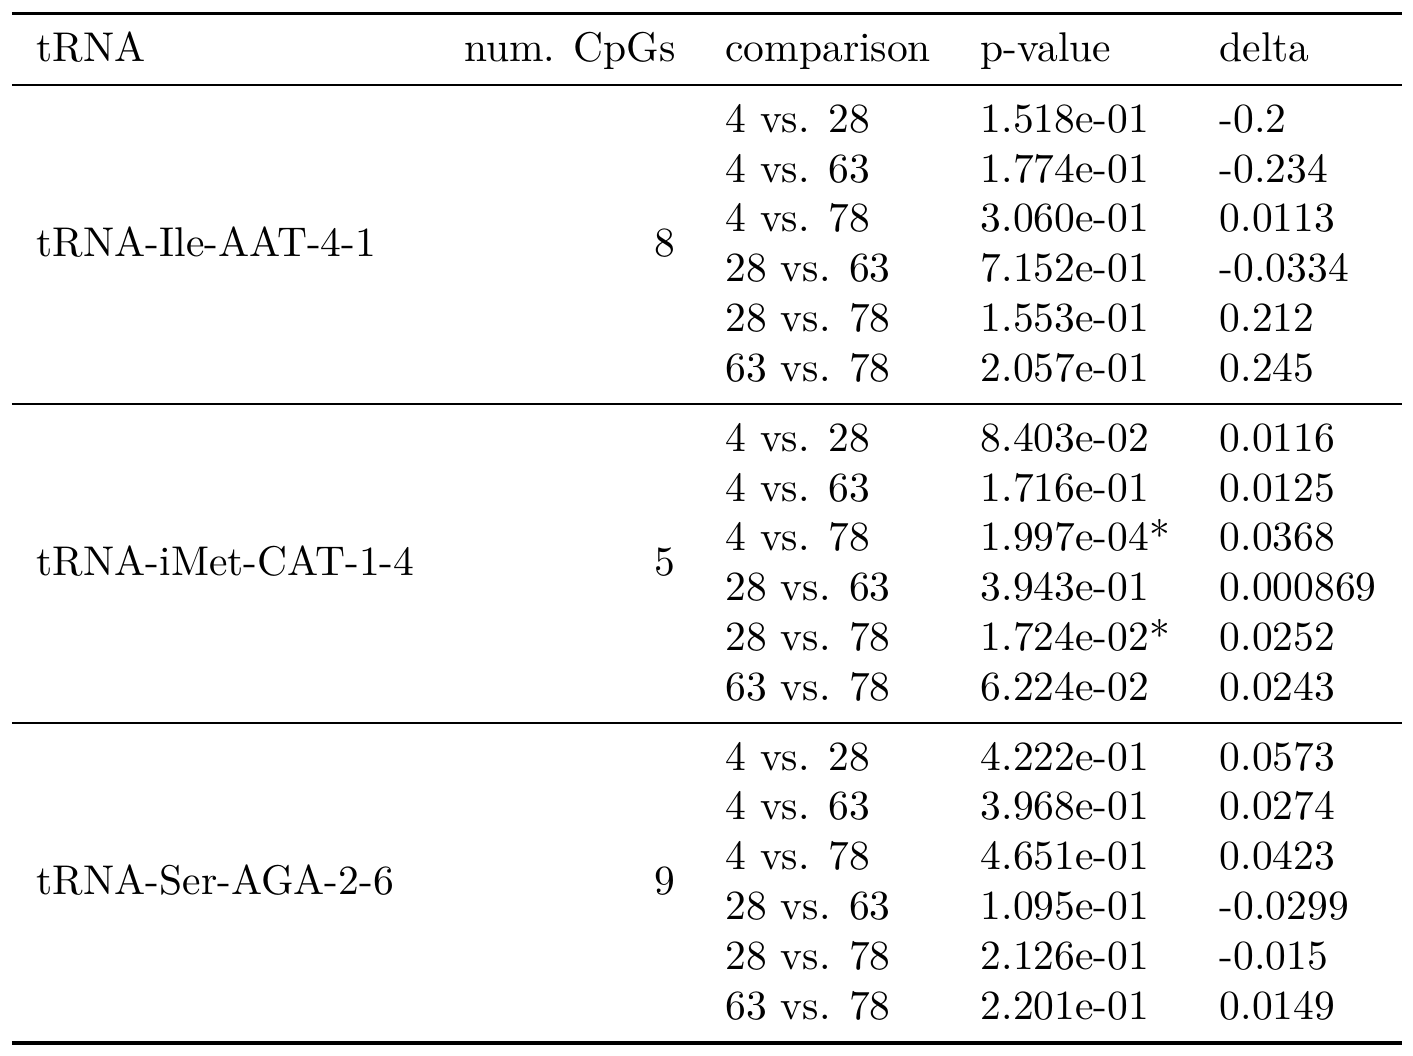 tRNA num. CpGs comparison p-value delta
4 vs. 28 1.518e-01 -0.2
4 vs. 63 1.774e-01 -0.234
4 vs. 78 3.060e-01 0.0113
tRNA-Ile-AAT-4-1 8
28 vs. 63 7.152e-01 -0.0334
28 vs. 78 1.553e-01 0.212
63 vs. 78 2.057e-01 0.245
4 vs. 28 8.403e-02 0.0116
4 vs. 63 1.716e-01 0.0125
4 vs. 78 1.997e-04* 0.0368
tRNA-iMet-CAT-1-4 5
28 vs. 63 3.943e-01 0.000869
28 vs. 78 1.724e-02* 0.0252
63 vs. 78 6.224e-02 0.0243
4 vs. 28 4.222e-01 0.0573
4 vs. 63 3.968e-01 0.0274
4 vs. 78 4.651e-01 0.0423
tRNA-Ser-AGA-2-6 9
28 vs. 63 1.095e-01 -0.0299
28 vs. 78 2.126e-01 -0.015
63 vs. 78 2.201e-01 0.0149